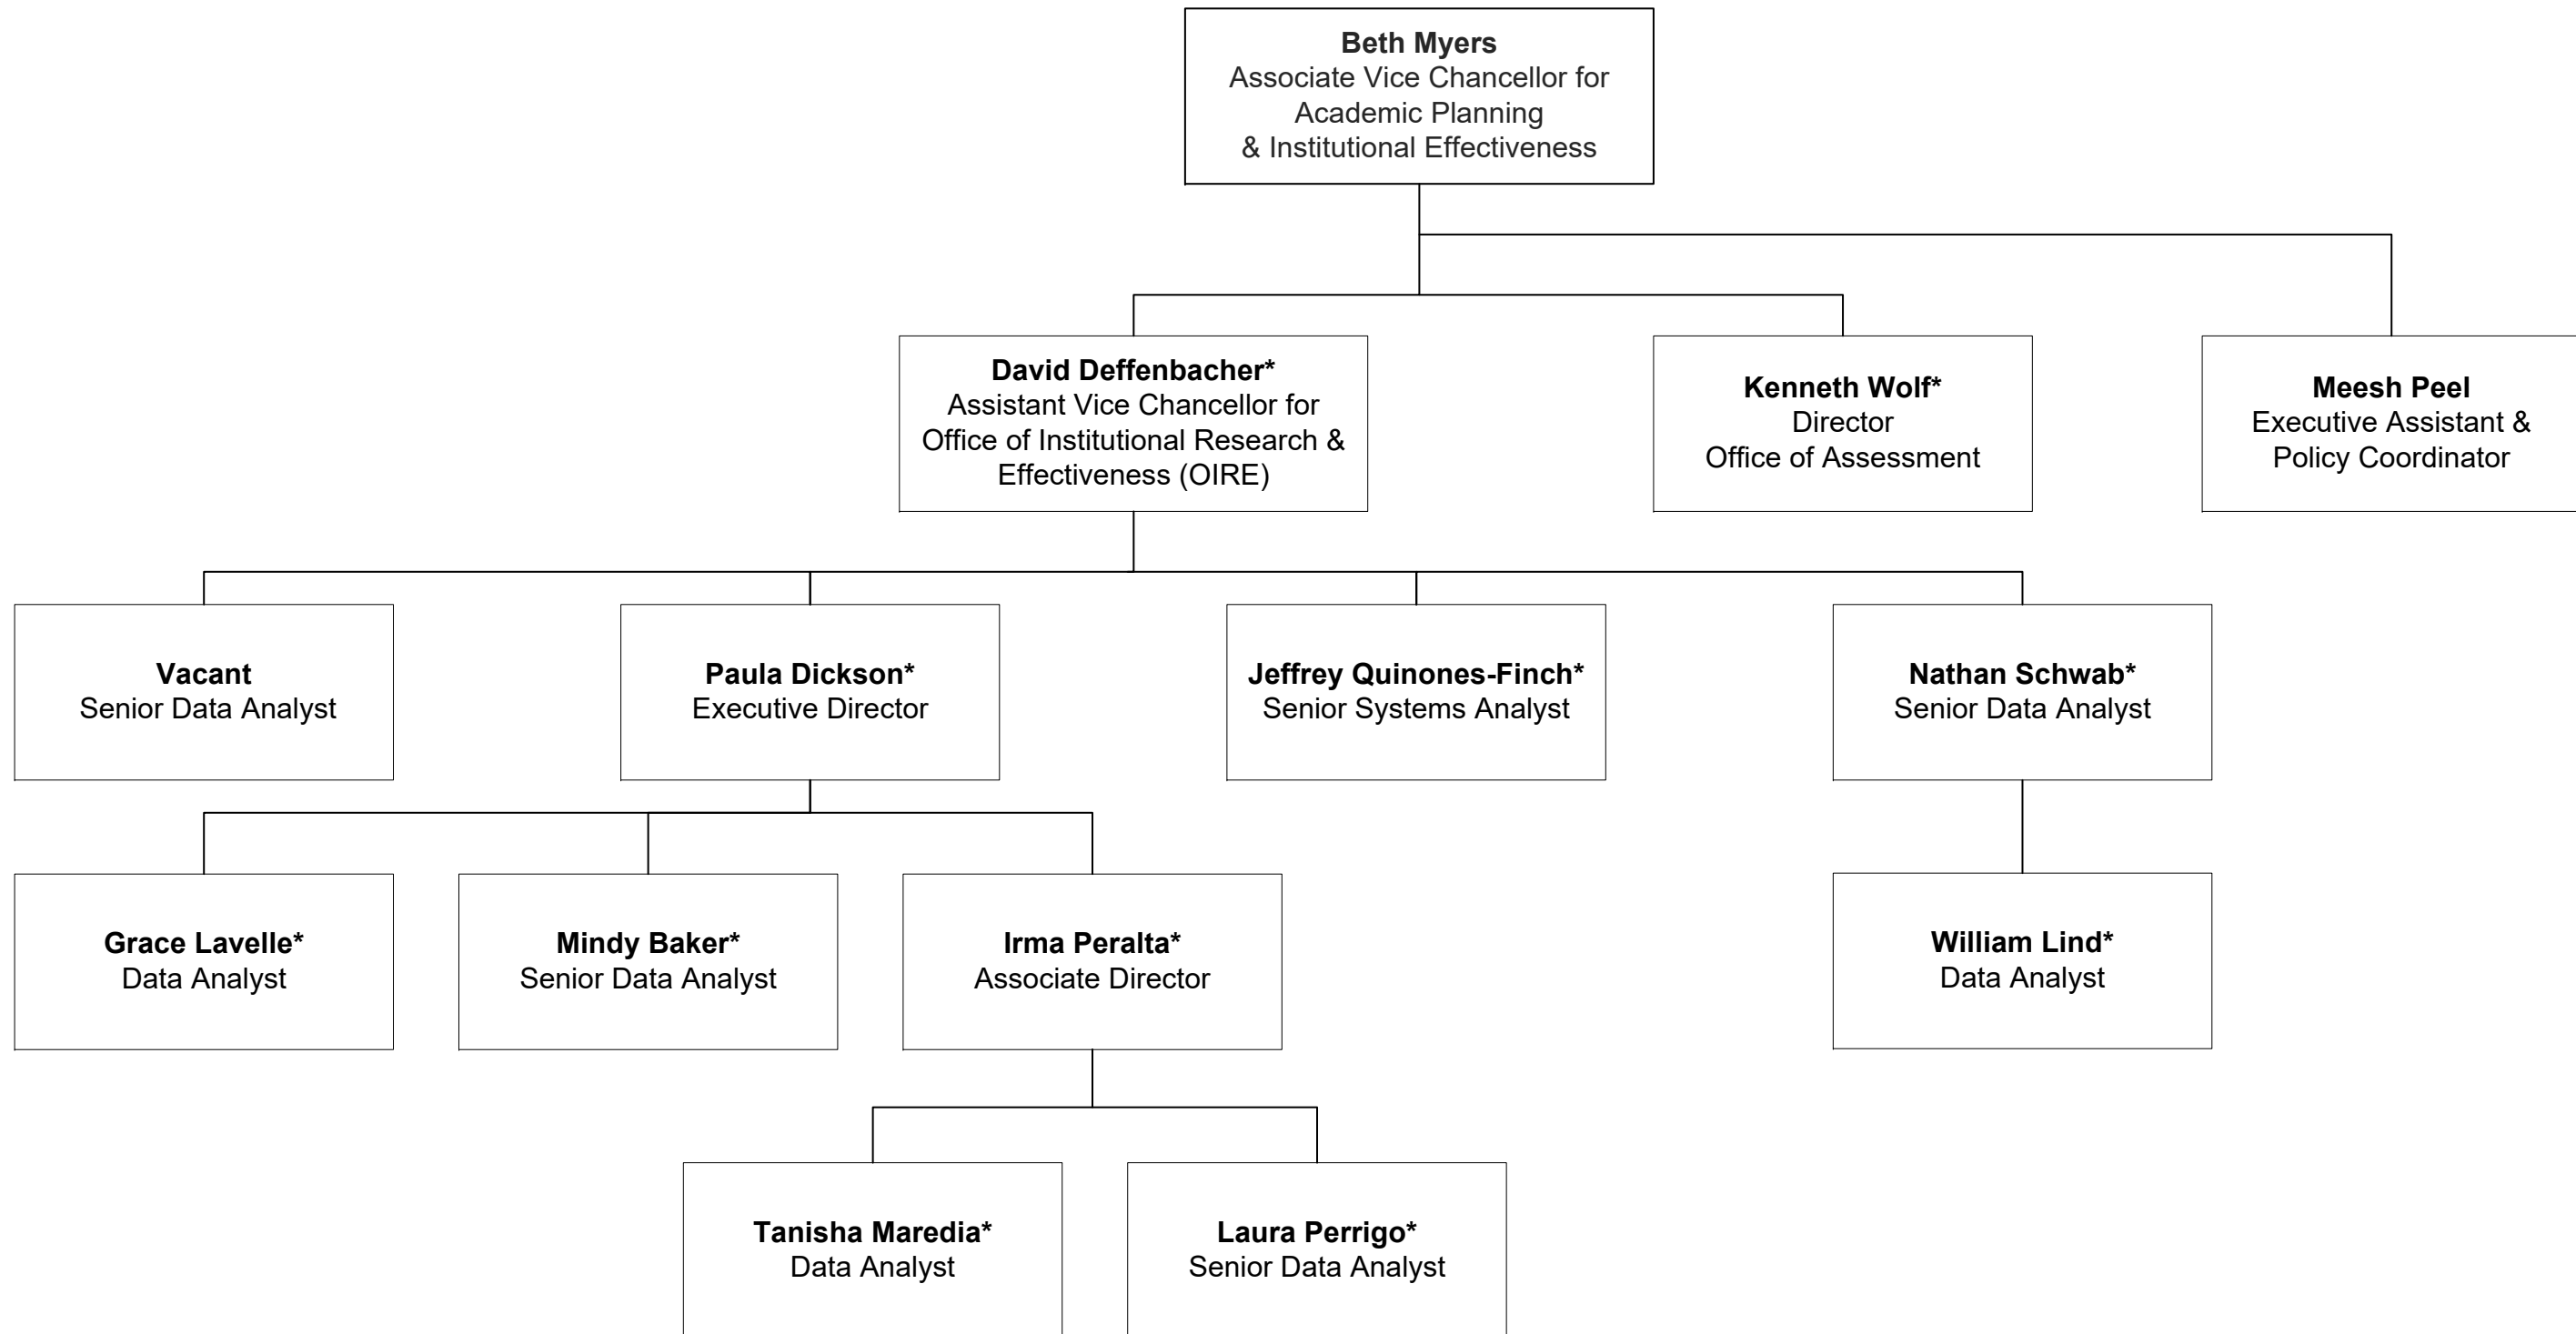 Beth Myers
Associate Vice Chancellor for
Academic Planning
& Institutional Effectiveness
David Deffenbacher*
Assistant Vice Chancellor for
Office of Institutional Research &
Effectiveness (OIRE)
Kenneth Wolf*
Director
Office of Assessment
Meesh Peel
Executive Assistant &
Policy Coordinator
Vacant
Senior Data Analyst
Paula Dickson*
Executive Director
Jeffrey Quinones-Finch*
Senior Systems Analyst
Nathan Schwab*
Senior Data Analyst
Grace Lavelle*
Data Analyst
Mindy Baker*
Senior Data Analyst
Irma Peralta*
Associate Director
William Lind*
Data Analyst
Tanisha Maredia*
Data Analyst
Laura Perrigo*
Senior Data Analyst